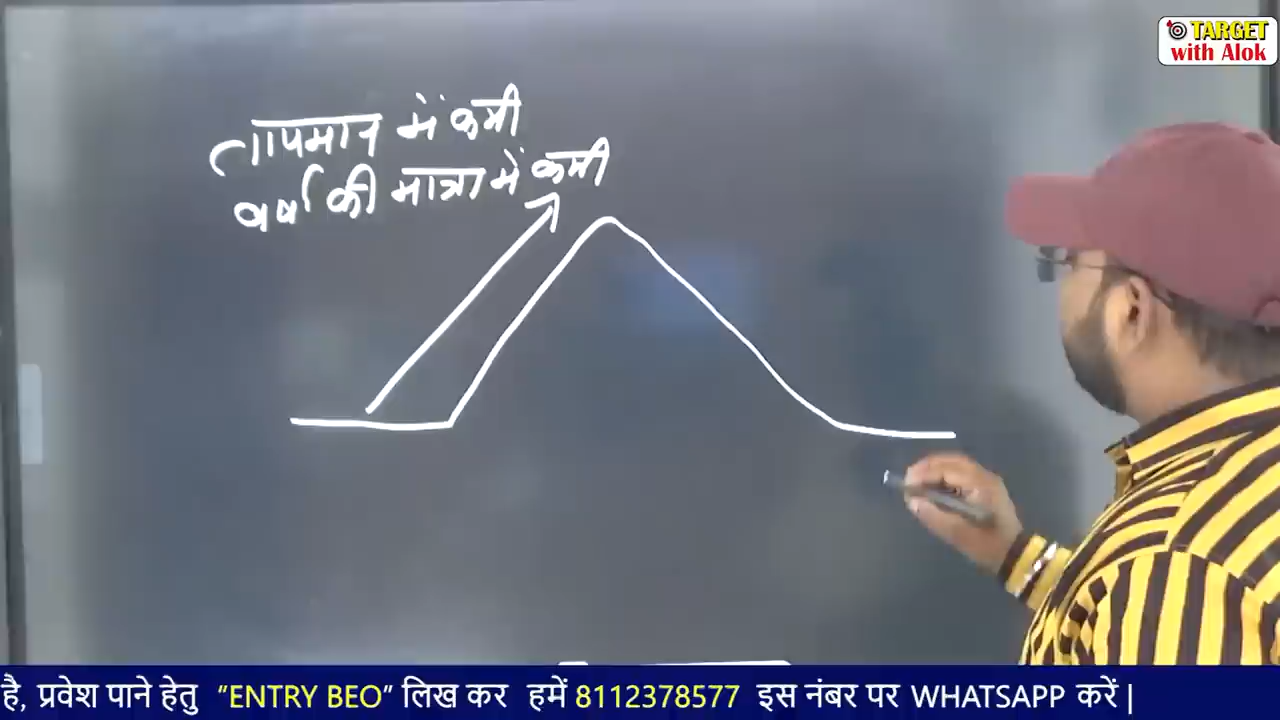 TARGET
with Alok
तापमान में कमी
वर्षा की मात्रा में कमी
है, प्रवेश पाने हेतु “ENTRY BEO” लिख कर हमें 8112378577 इस नंबर पर WHATSAPP करें |